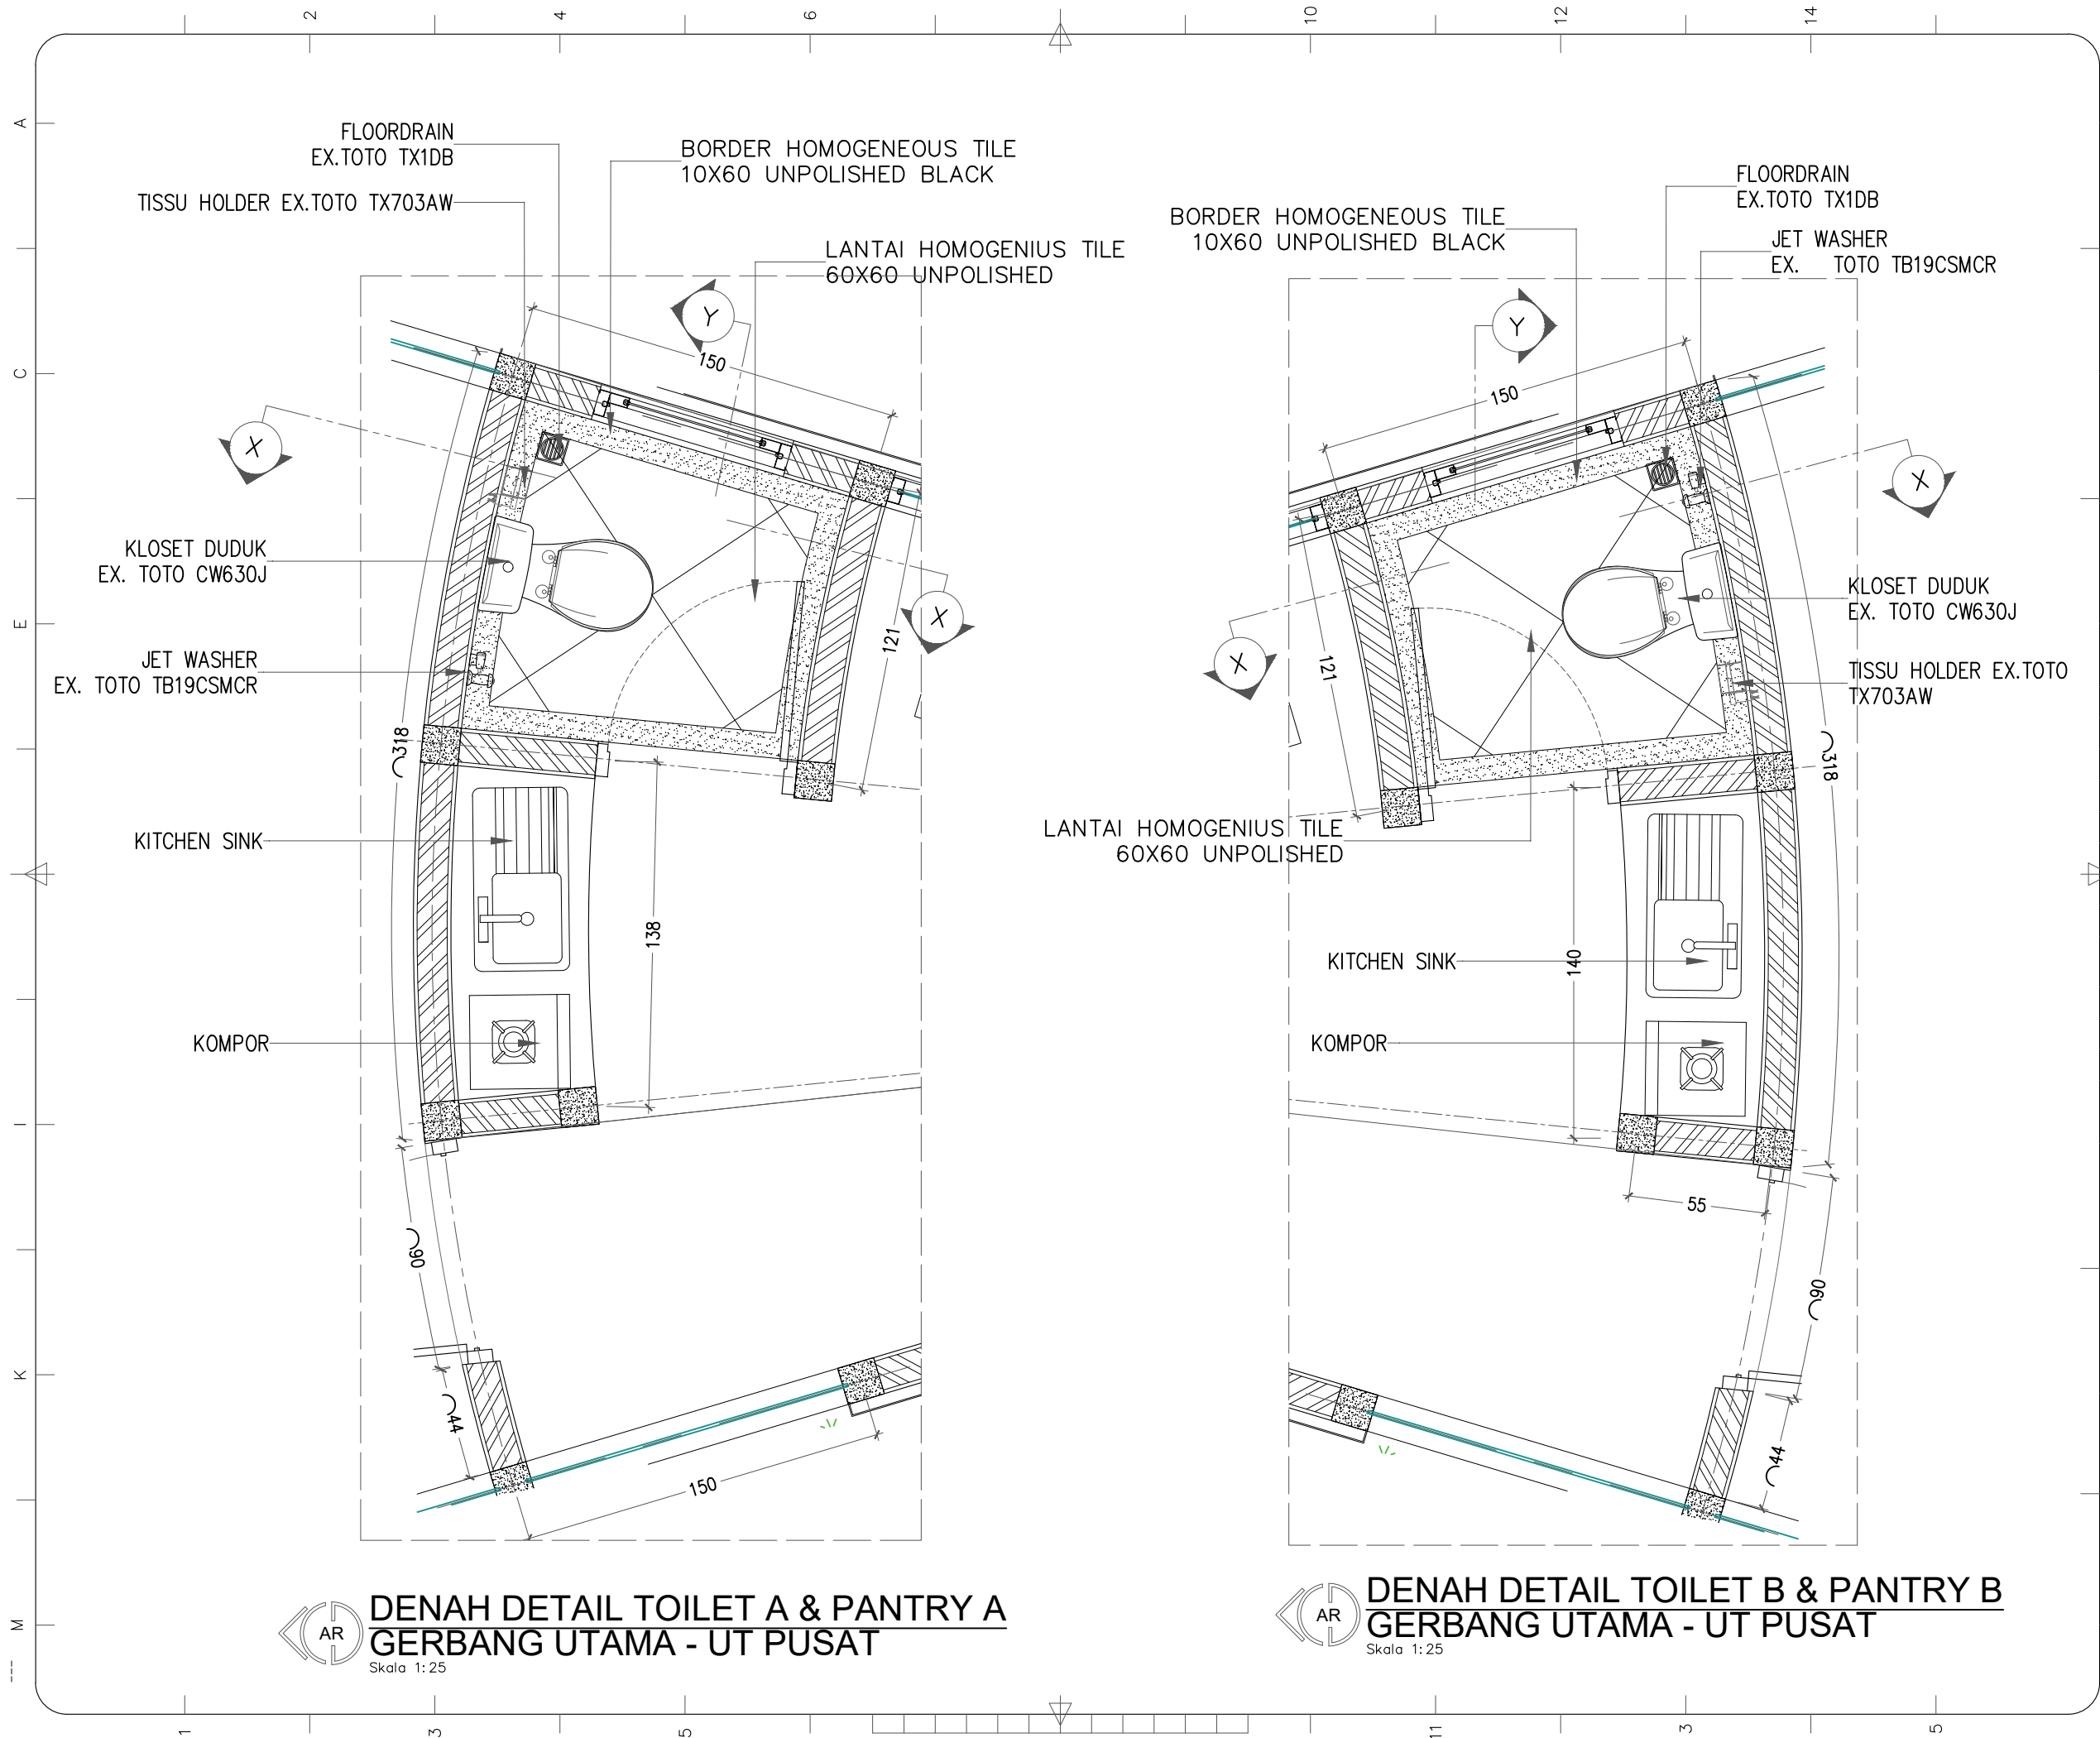 2
4
6
10
12
14
A
C
E
I
K
M
---
FLOORDRAIN
EX.TOTO TX1DB
TISSU HOLDER EX.TOTO TX703AW
BORDER HOMOGENEOUS TILE
10X60 UNPOLISHED BLACK
LANTAI HOMOGENIUS TILE
60X60 UNPOLISHED
Y
150
X
KLOSET DUDUK
EX. TOTO CW630J
X
121
JET WASHER
EX. TOTO TB19CSMCR
318
KITCHEN SINK
138
KOMPOR
90
44
150
DENAH DETAIL TOILET A & PANTRY A
AR
GERBANG UTAMA - UT PUSAT
Skala 1:25
FLOORDRAIN
EX.TOTO TX1DB
BORDER HOMOGENEOUS TILE
10X60 UNPOLISHED BLACK
JET WASHER
EX. TOTO TB19CSMCR
Y
150
X
KLOSET DUDUK
EX. TOTO CW630J
X
121
TISSU HOLDER EX.TOTO
TX703AW
318
LANTAI HOMOGENIUS TILE
60X60 UNPOLISHED
KITCHEN SINK
140
KOMPOR
55
90
44
DENAH DETAIL TOILET B & PANTRY B
AR
GERBANG UTAMA - UT PUSAT
Skala 1:25
1
3
5
11
3
5